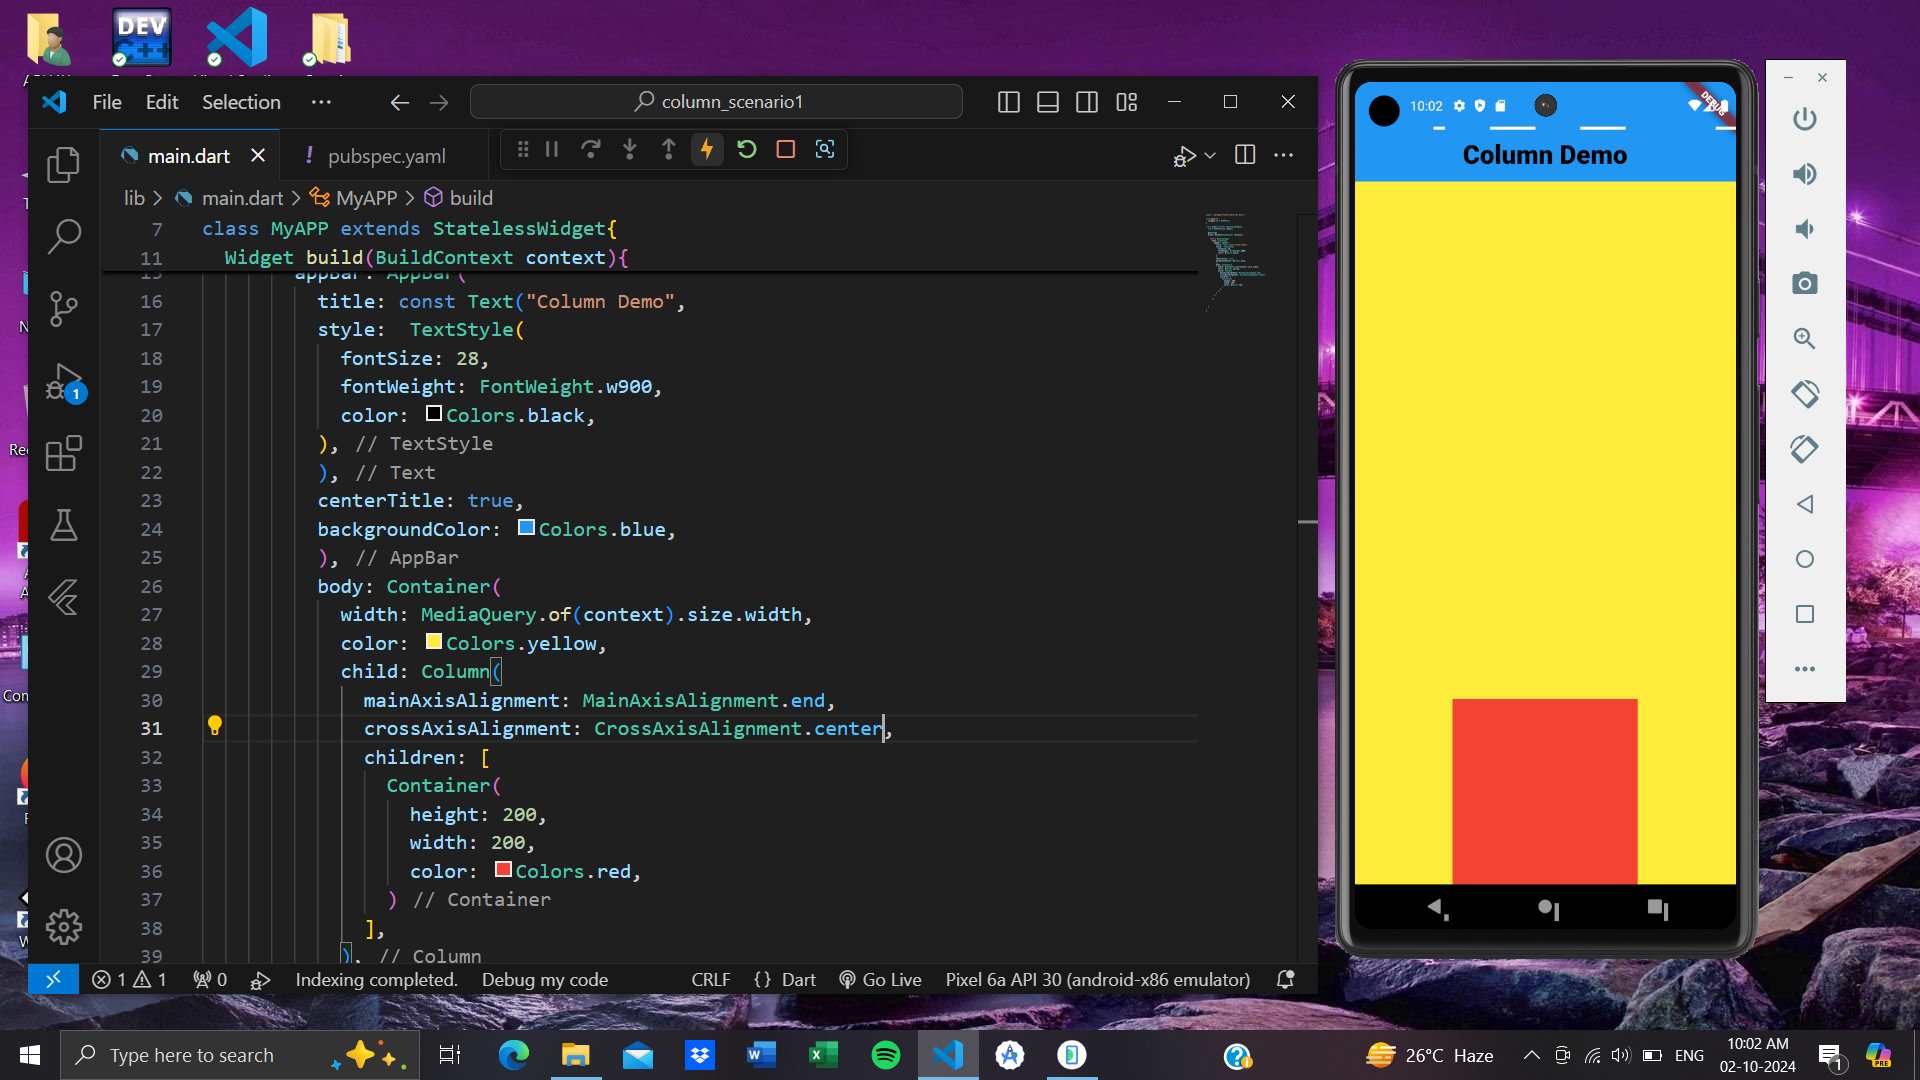 DEV
C++
File Edit Selection ···
column_scenario1
main.dart
! pubspec.yaml
lib > main.dart > MyAPP > build
7 class MyAPP extends StatelessWidget{
11 Widget build(BuildContext context){
15 appBar: AppBar(
16 title: const Text("Column Demo",
17 style:  TextStyle(
18 fontSize: 28,
19 fontWeight: FontWeight.w900,
20 color: Colors.black,
21 ), // TextStyle
22 ), // Text
23 centerTitle: true,
24 backgroundColor: Colors.blue,
25 ), // AppBar
26 body: Container(
27 width: MediaQuery.of(context).size.width,
28 color: Colors.yellow,
29 child: Column(
30 mainAxisAlignment: MainAxisAlignment.end,
31 crossAxisAlignment: CrossAxisAlignment.center,
32 children: [
33 Container(
34 height: 200,
35 width: 200,
36 color: Colors.red,
37 ) // Container
38 ],
39 ), // Column
1
1 1 0 Indexing completed. Debug my code CRLF {} Dart Go Live Pixel 6a API 30 (android-x86 emulator)
10:02
DEBUG
Column Demo
Type here to search
26°C Haze
ENG
10:02 AM
02-10-2024
1
PRE